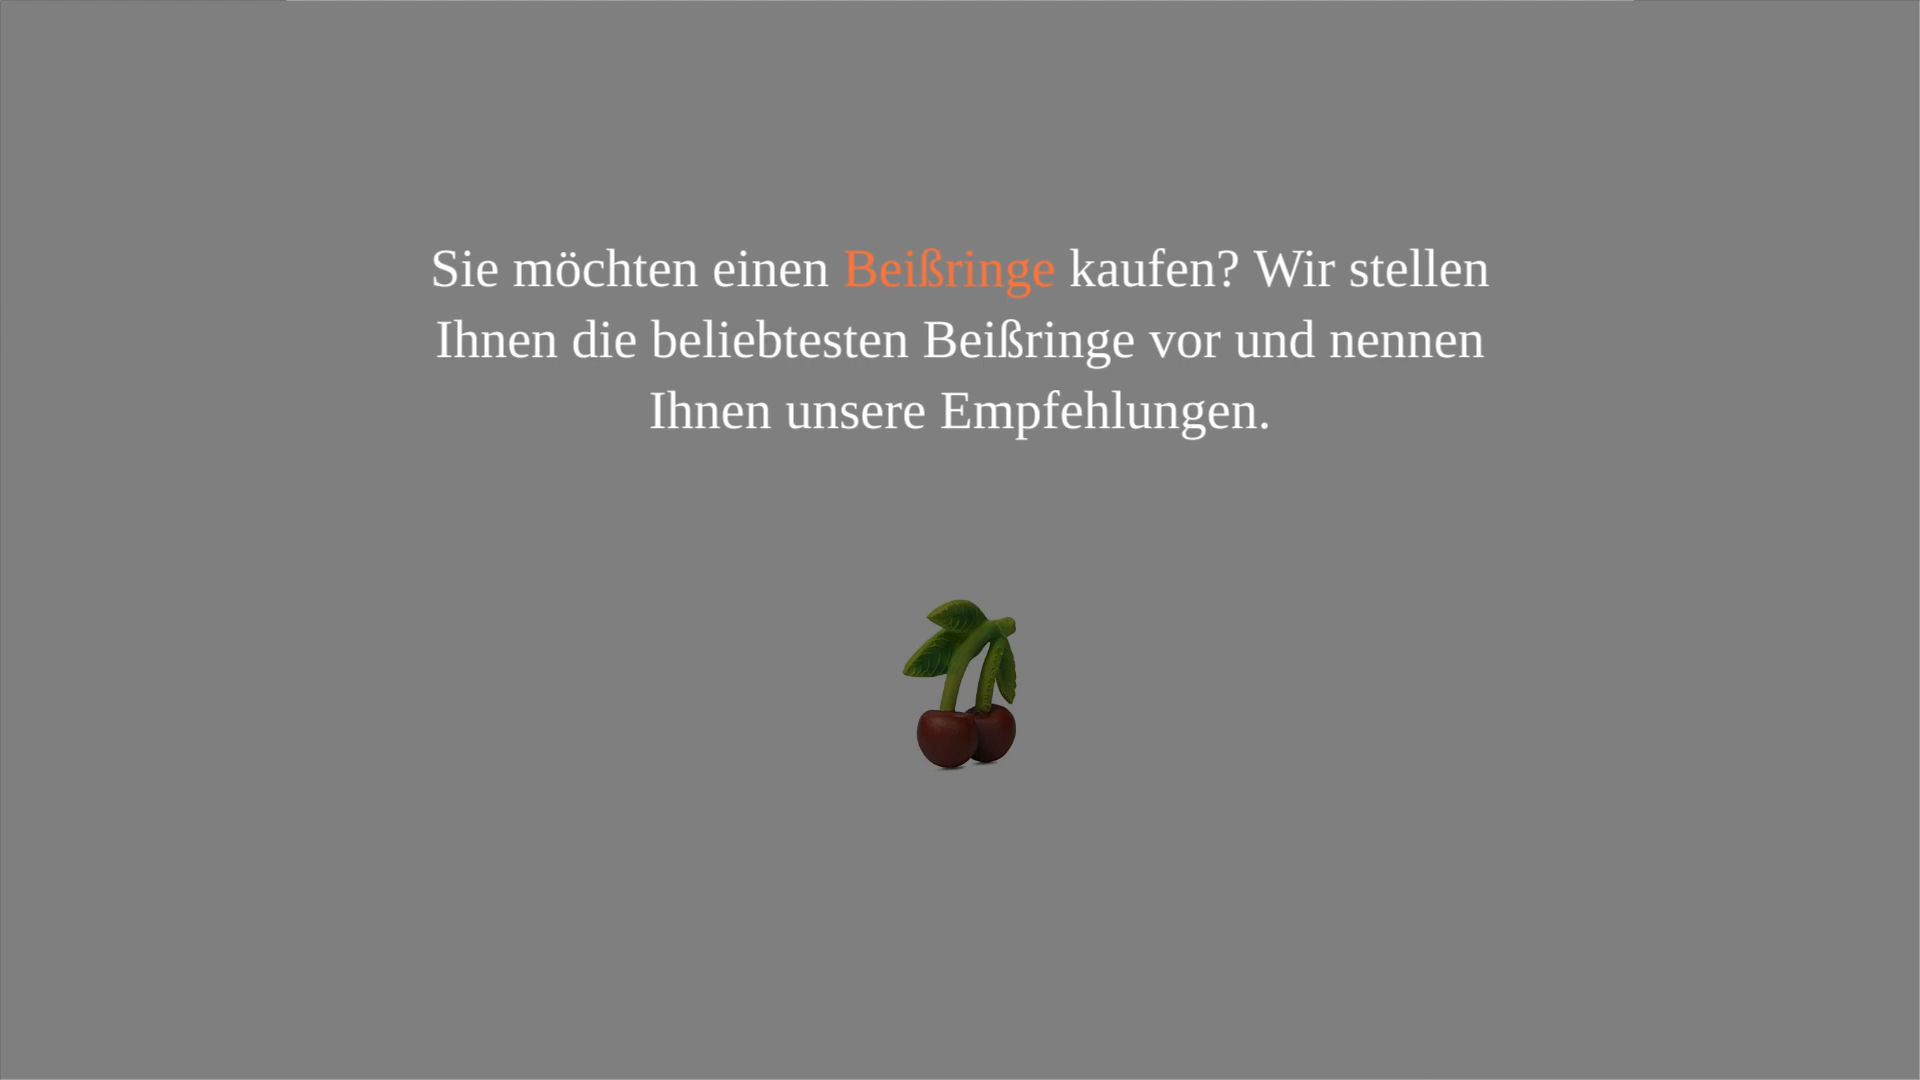 Sie möchten einen Beißringe kaufen? Wir stellen
Ihnen die beliebtesten Beißringe vor und nennen
Ihnen unsere Empfehlungen.